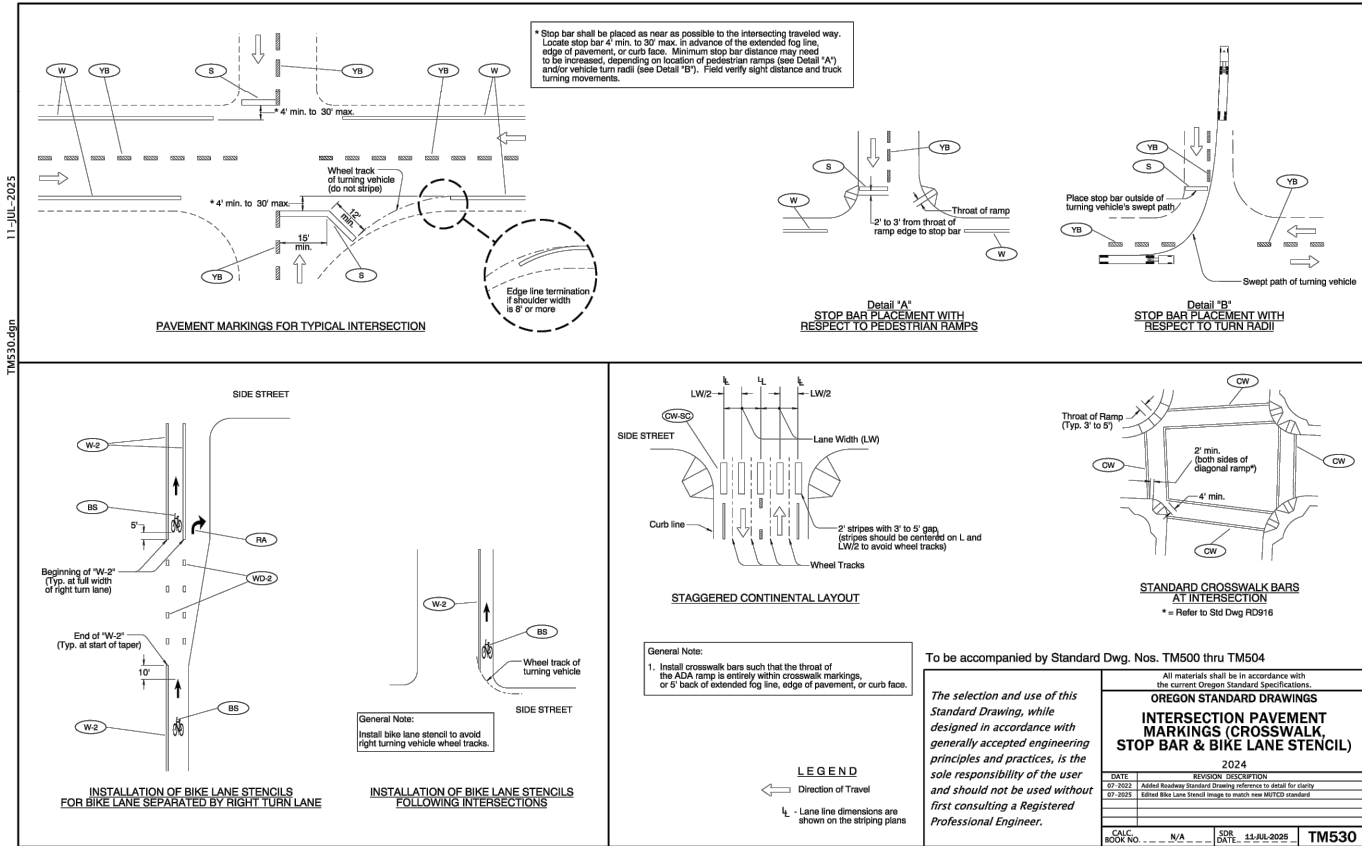 11-JUL-2025
TM530.dgn
* Stop bar shall be placed as near as possible to the intersecting traveled way.
Locate stop bar 4' min. to 30' max. in advance of the extended fog line,
edge of pavement, or curb face. Minimum stop bar distance may need
to be increased, depending on location of pedestrian ramps (see Detail "A")
and/or vehicle turn radii (see Detail "B"). Field verify sight distance and truck
turning movements.
W
YB
S
YB
YB
W
* 4' min. to 30' max.
Wheel track
of turning vehicle
(do not stripe)
* 4' min. to 30' max.
12'
min.
15'
min.
YB
S
Edge line termination
if shoulder width
is 8' or more
PAVEMENT MARKINGS FOR TYPICAL INTERSECTION
YB
S
W
Throat of ramp
2' to 3' from throat of
ramp edge to stop bar
W
Detail "A"
STOP BAR PLACEMENT WITH
RESPECT TO PEDESTRIAN RAMPS
YB
S
YB
Place stop bar outside of
turning vehicle's swept path
YB
Swept path of turning vehicle
Detail "B"
STOP BAR PLACEMENT WITH
RESPECT TO TURN RADII
SIDE STREET
W-2
BS
5'
RA
Beginning of "W-2"
(Typ. at full width
of right turn lane)
WD-2
End of "W-2"
(Typ. at start of taper)
10'
BS
W-2
INSTALLATION OF BIKE LANE STENCILS
FOR BIKE LANE SEPARATED BY RIGHT TURN LANE
W-2
BS
Wheel track of
turning vehicle
SIDE STREET
General Note:
Install bike lane stencil to avoid
right turning vehicle wheel tracks.
INSTALLATION OF BIKE LANE STENCILS
FOLLOWING INTERSECTIONS
L
L
L
LW/2
LW/2
CW-SC
SIDE STREET
Lane Width (LW)
Curb line
2' stripes with 3' to 5' gap
(stripes should be centered on L and
LW/2 to avoid wheel tracks)
Wheel Tracks
STAGGERED CONTINENTAL LAYOUT
CW
Throat of Ramp
(Typ. 3' to 5')
2' min.
(both sides of
diagonal ramp*)
CW
CW
4' min.
CW
STANDARD CROSSWALK BARS
AT INTERSECTION
* = Refer to Std Dwg RD916
General Note:
1. Install crosswalk bars such that the throat of
the ADA ramp is entirely within crosswalk markings,
or 5' back of extended fog line, edge of pavement, or curb face.
LEGEND
Direction of Travel
L - Lane line dimensions are
shown on the striping plans
To be accompanied by Standard Dwg. Nos. TM500 thru TM504
The selection and use of this
Standard Drawing, while
designed in accordance with
generally accepted engineering
principles and practices, is the
sole responsibility of the user
and should not be used without
first consulting a Registered
Professional Engineer.
All materials shall be in accordance with
the current Oregon Standard Specifications.
OREGON STANDARD DRAWINGS
INTERSECTION PAVEMENT
MARKINGS (CROSSWALK,
STOP BAR & BIKE LANE STENCIL)
2024
DATE REVISION DESCRIPTION
07-2022 Added Roadway Standard Drawing reference to detail for clarity
07-2025 Edited Bike Lane Stencil Image to match new MUTCD standard
CALC. BOOK NO. N/A SDR DATE 11-JUL-2025 TM530